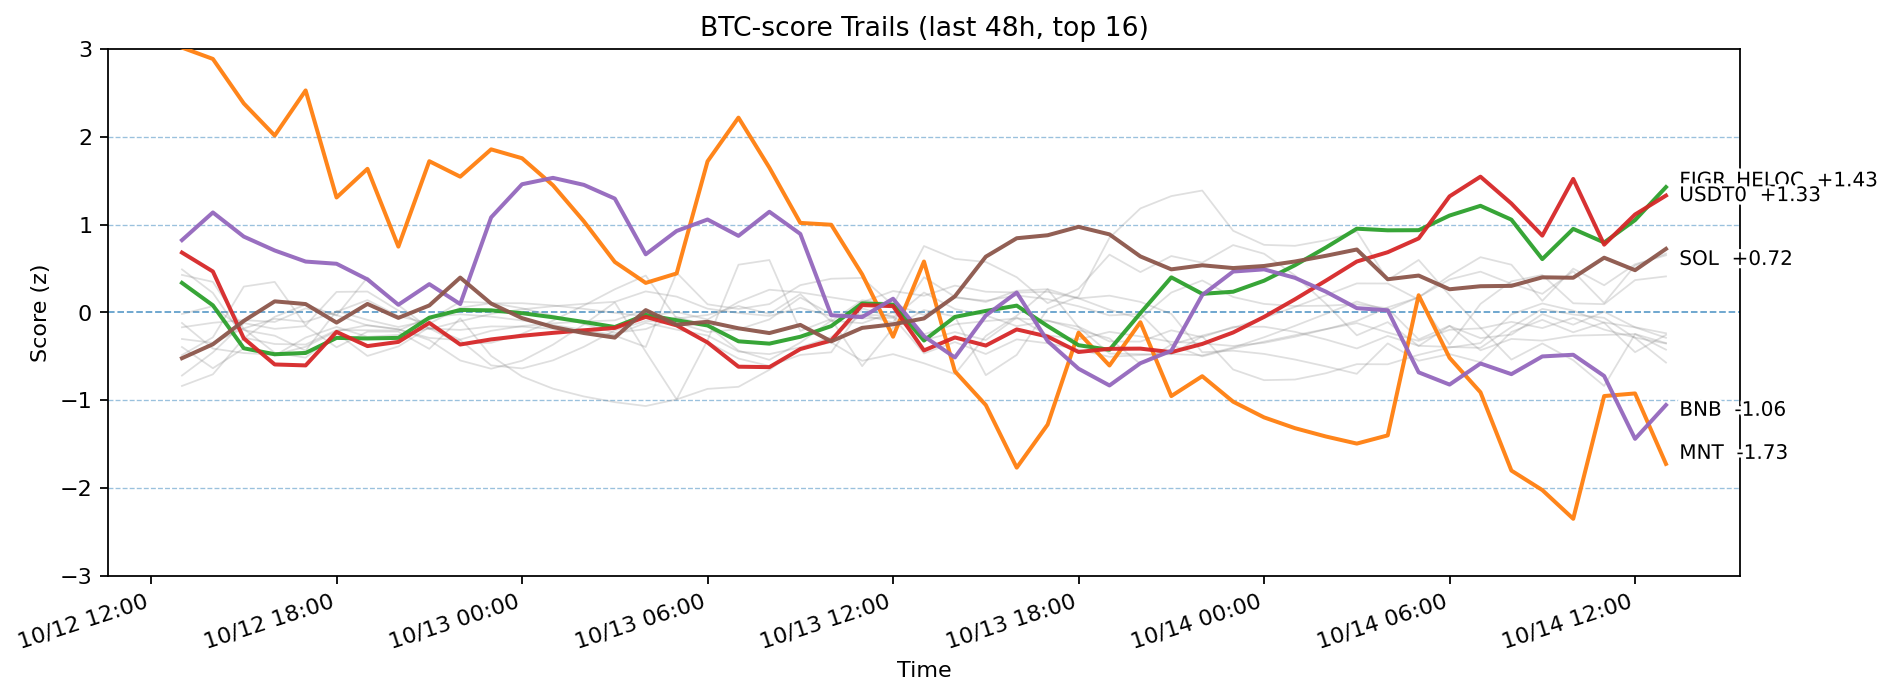 BTC-score Trails (last 48h, top 16)
Score (z)
3
2
1
0
−1
−2
−3
FIGR_HELOC +1.43
USDT0 +1.33
SOL +0.72
BNB -1.06
MNT -1.73
10/12 12:00
10/12 18:00
10/13 00:00
10/13 06:00
10/13 12:00
10/13 18:00
10/14 00:00
10/14 06:00
10/14 12:00
Time